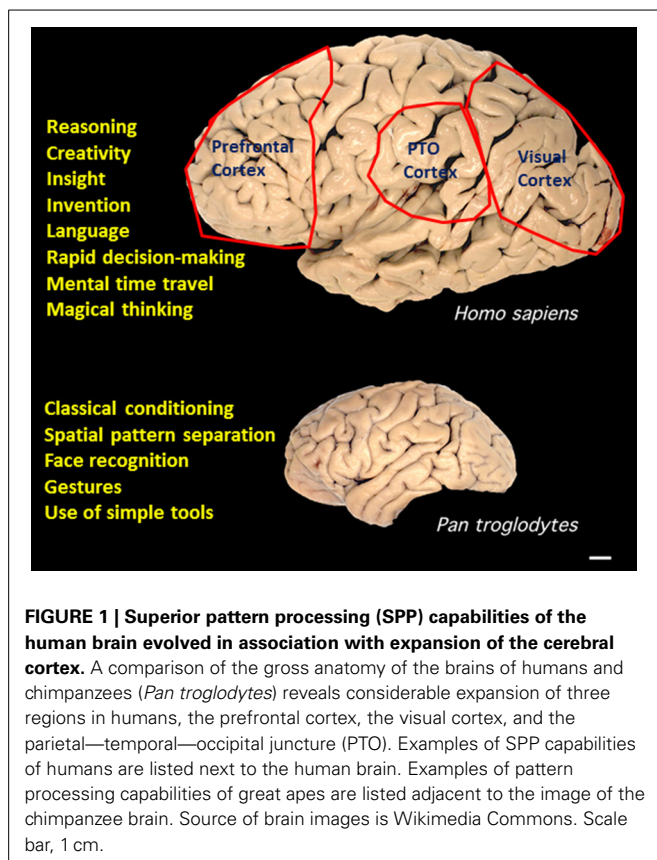 Reasoning
Creativity
Insight
Invention
Language
Rapid decision-making
Mental time travel
Magical thinking
Prefrontal
Cortex
PTO
Cortex
Visual
Cortex
Homo sapiens
Classical conditioning
Spatial pattern separation
Face recognition
Gestures
Use of simple tools
Pan troglodytes
FIGURE 1 | Superior pattern processing (SPP) capabilities of the
human brain evolved in association with expansion of the cerebral
cortex. A comparison of the gross anatomy of the brains of humans and
chimpanzees (Pan troglodytes) reveals considerable expansion of three
regions in humans, the prefrontal cortex, the visual cortex, and the
parietal—temporal—occipital juncture (PTO). Examples of SPP capabilities
of humans are listed next to the human brain. Examples of pattern
processing capabilities of great apes are listed adjacent to the image of the
chimpanzee brain. Source of brain images is Wikimedia Commons. Scale
bar, 1 cm.